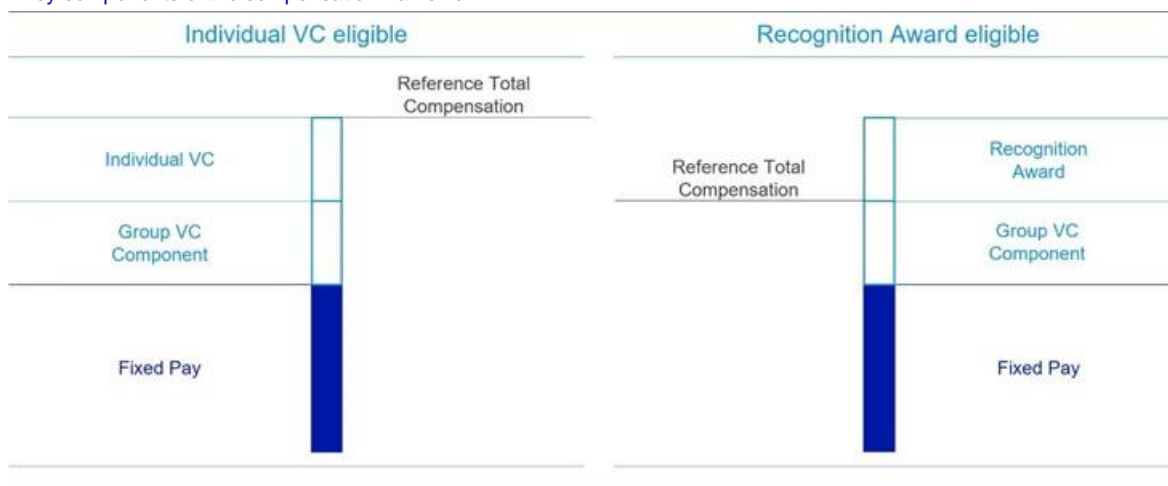 Individual VC eligible
Reference Total
Compensation
Individual VC
Group VC
Component
Fixed Pay
Recognition Award eligible
Recognition
Award
Reference Total
Compensation
Group VC
Component
Fixed Pay